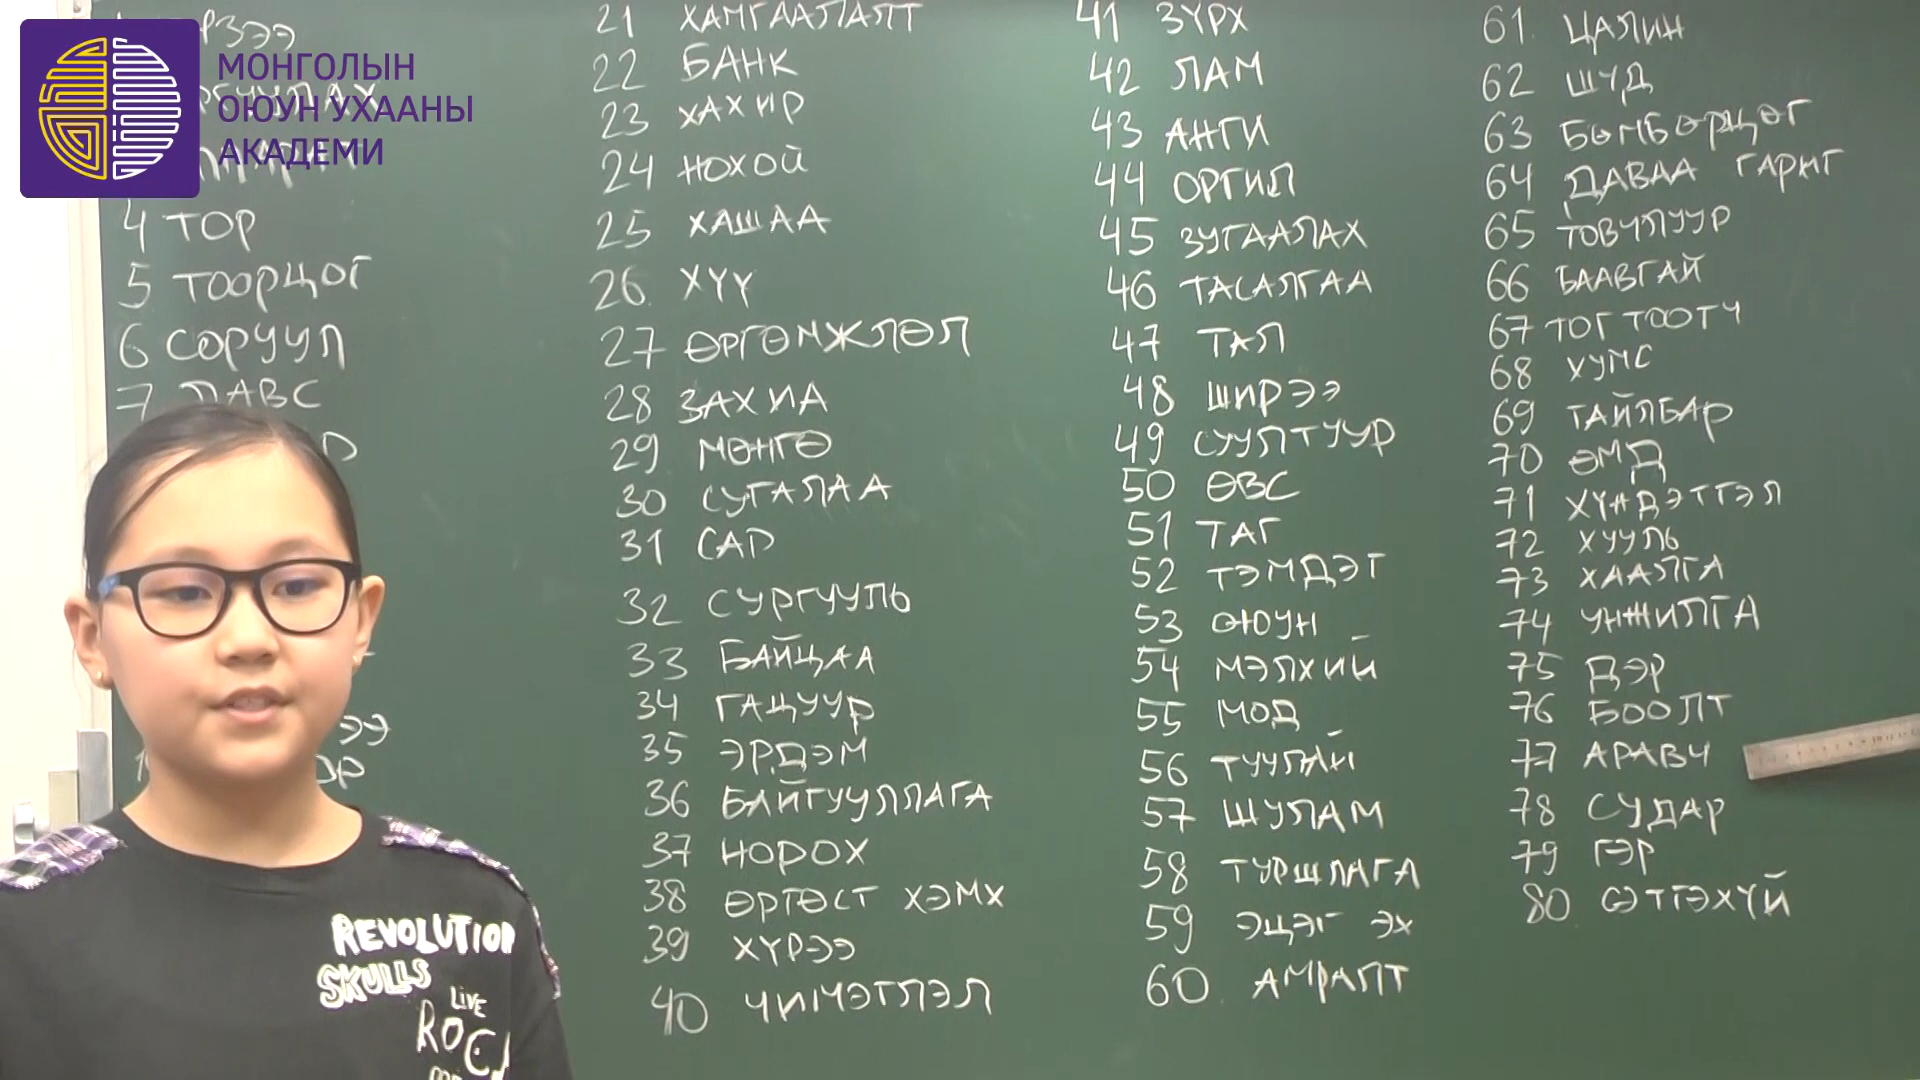 МОНГОЛЫН
ОЮУН УХААНЫ
АКАДЕМИ
4 ТОР
5 ТООРЦОГ
6 СОРУУЛ
7 ДАВС
21 ХАМГААЛАЛТ
22 БАНК
23 ХАХИР
24 НОХОЙ
25 ХАШАА
26. ХҮҮ
27 ӨРГӨМЖЛӨЛ
28 ЗАХИА
29 МӨНГӨ
30 СУГАЛАА
31 САР
32 СУРГУУЛЬ
33 БАЙЦАА
34 ГАЦУУР
35 ЭРДЭМ
36 БАЙГУУЛЛАГА
37 НОРОХ
38 ӨРГӨСТ ХЭМХ
39 ХҮРЭЭ
40 ЧИМЭГЛЭЛ
41 ЗҮРХ
42 ЛАМ
43 АНГИ
44 ОРГИЛ
45 ЗУГААЛАХ
46 ТАСАЛГАА
47 ТАЛ
48 ШИРЭЭ
49 СУУЛТУУР
50 ӨВС
51 ТАГ
52 ТЭМДЭГ
53 ОЮУН
54 МЭЛХИЙ
55 МОД
56 ТУУЛАЙ
57 ШУЛАМ
58 ТУРШЛАГА
59 ЭЦЭГ ЭХ
60. АМРАЛТ
61. ЦАЛИН
62 ШҮД
63 БӨМБӨРЦӨГ
64 ДАВАА ГАРИГ
65 ТОВЧЛУУР
66 БААВГАЙ
67 ТОГТООГЧ
68 ХУМС
69 ТАЙЛБАР
70 ӨМД
71 ХҮНДЭТГЭЛ
72 ХУУЛЬ
73 ХААЛГА
74 УНЖИЛГА
75 ДЭР
76 БООЛТ
77 АРАВЧ
78 СУДАР
79 ГЭР
80 СЭТГЭХҮЙ
REVOLUTION
SKULLS
LIVE